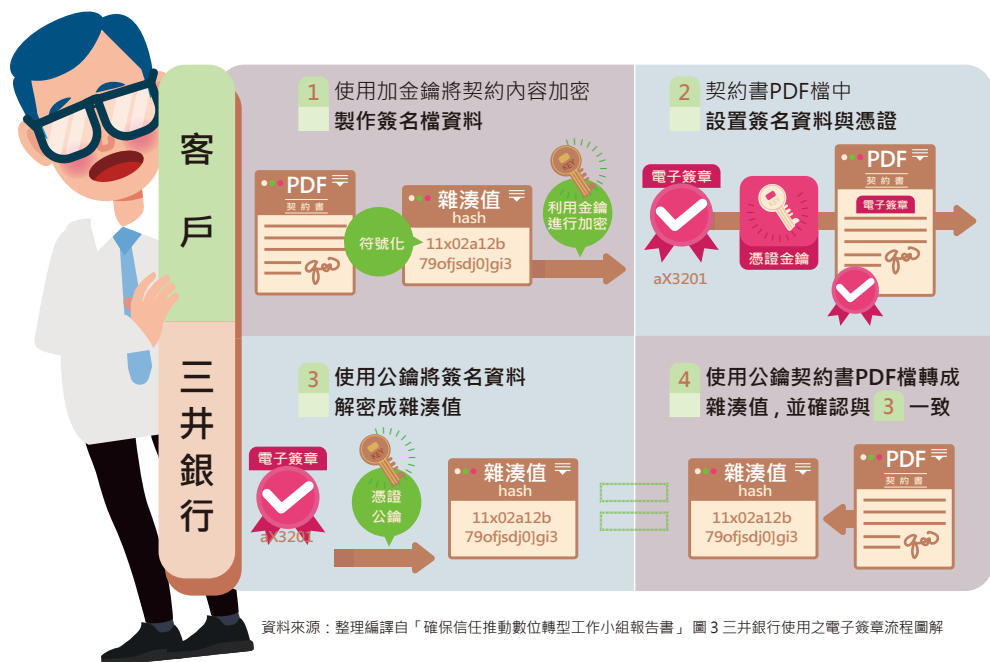 客戶
三井銀行
1 使用加金鑰將契約內容加密
製作簽名檔資料
PDF
契約書
符號化
雜湊值
hash
11x02a12b
79ofjsdj0]gi3
KEY
利用金鑰
進行加密
2 契約書PDF檔中
設置簽名資料與憑證
電子簽章
aX3201
憑證金鑰
PDF
契約書
電子簽章
3 使用公鑰將簽名資料
解密成雜湊值
電子簽章
aX3201
KEY
憑證
公鑰
雜湊值
hash
11x02a12b
79ofjsdj0]gi3
4 使用公鑰契約書PDF檔轉成
雜湊值 , 並確認與 3 一致
雜湊值
hash
11x02a12b
79ofjsdj0]gi3
PDF
契約書
資料來源：整理編譯自「確保信任推動數位轉型工作小組報告書」 圖 3 三井銀行使用之電子簽章流程圖解